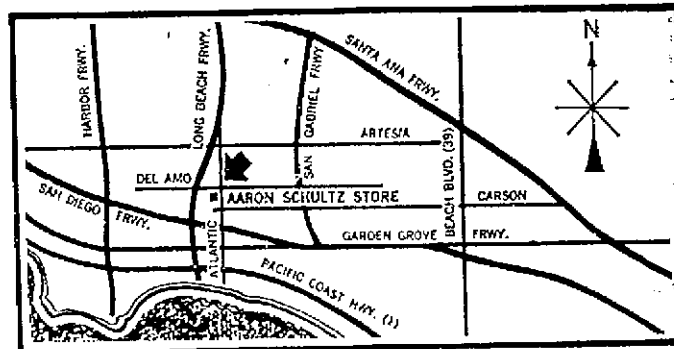 N
SANTA ANA FRWY.
HARBOR FRWY.
LONG BEACH FRWY
SAN GABRIEL FRWY
ARTESIA
BEACH BLVD. (39)
DEL AMO
AARON SCHULTZ STORE
CARSON
SAN DIEGO FRWY.
ATLANTIC
GARDEN GROVE FRWY.
PACIFIC COAST HWY. (1)